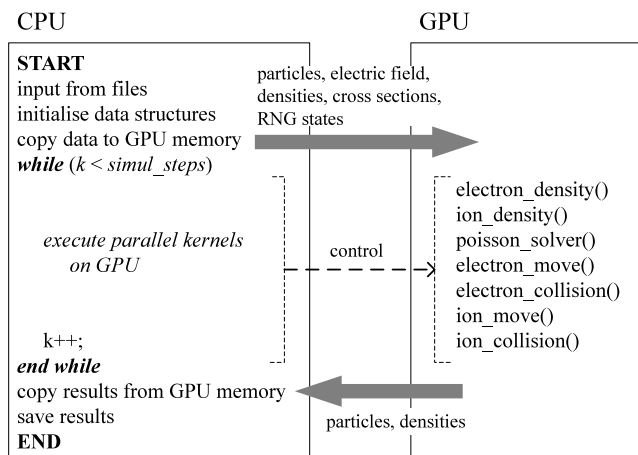 CPU
GPU
START
input from files
initialise data structures
copy data to GPU memory
while (k < simul_steps)
execute parallel kernels
on GPU
k++;
end while
copy results from GPU memory
save results
END
particles, electric field,
densities, cross sections,
RNG states
control
particles, densities
electron_density()
ion_density()
poisson_solver()
electron_move()
electron_collision()
ion_move()
ion_collision()